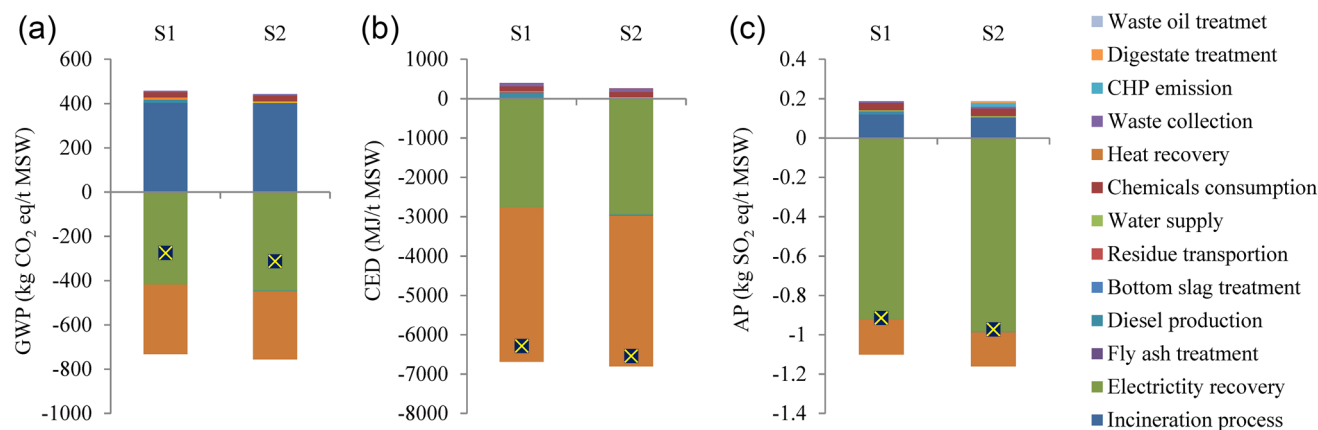 (a)
S1 S2
600
400
200
0
-200
-400
-600
-800
-1000
GWP (kg CO2 eq/t MSW)
(b)
S1 S2
1000
0
-1000
-2000
-3000
-4000
-5000
-6000
-7000
-8000
CED (MJ/t MSW)
(c)
S1 S2
0.4
0.2
0
-0.2
-0.4
-0.6
-0.8
-1
-1.2
-1.4
AP (kg SO2 eq/t MSW)
Waste oil treatmet
Digestate treatment
CHP emission
Waste collection
Heat recovery
Chemicals consumption
Water supply
Residue transportion
Bottom slag treatment
Diesel production
Fly ash treatment
Electricity recovery
Incineration process